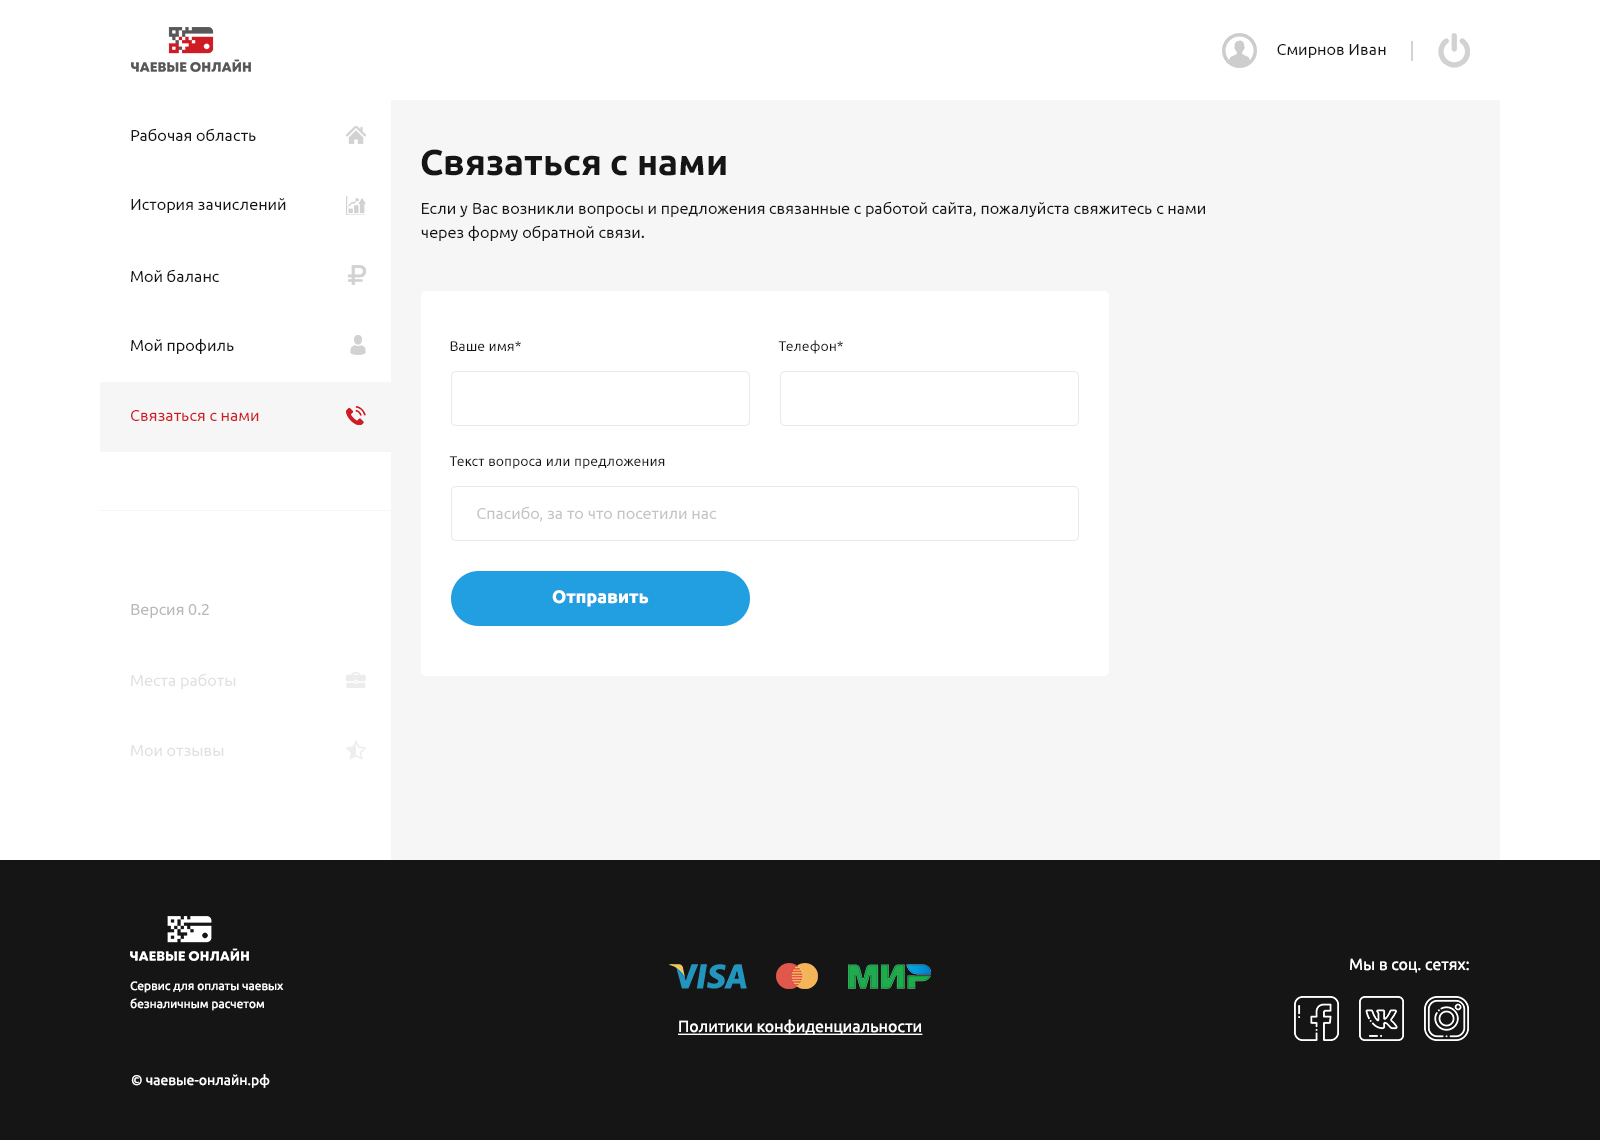 ЧАЕВЫЕ ОНЛАЙН
Смирнов Иван
Рабочая область
История зачислений
Мой баланс
Мой профиль
Связаться с нами
Версия 0.2
Места работы
Мои отзывы
Связаться с нами
Если у Вас возникли вопросы и предложения связанные с работой сайта, пожалуйста свяжитесь с нами
через форму обратной связи.
Ваше имя*
Телефон*
Текст вопроса или предложения
Спасибо, за то что посетили нас
Отправить
ЧАЕВЫЕ ОНЛАЙН
Сервис для оплаты чаевых
безналичным расчетом
© чаевые-онлайн.рф
VISA
МИР
Политики конфиденциальности
Мы в соц. сетях: